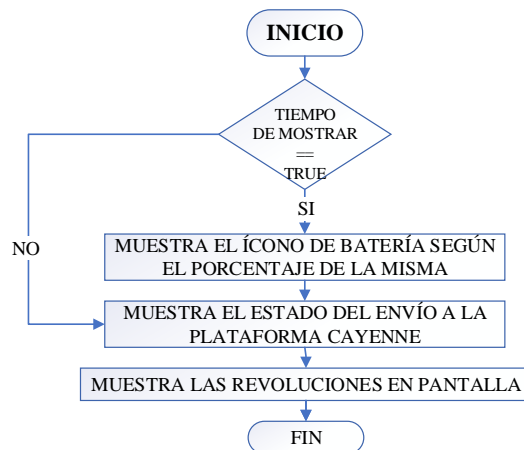 INICIO
TIEMPO
DE MOSTRAR
==
TRUE
SI
NO
MUESTRA EL ÍCONO DE BATERÍA SEGÚN
EL PORCENTAJE DE LA MISMA
MUESTRA EL ESTADO DEL ENVÍO A LA
PLATAFORMA CAYENNE
MUESTRA LAS REVOLUCIONES EN PANTALLA
FIN